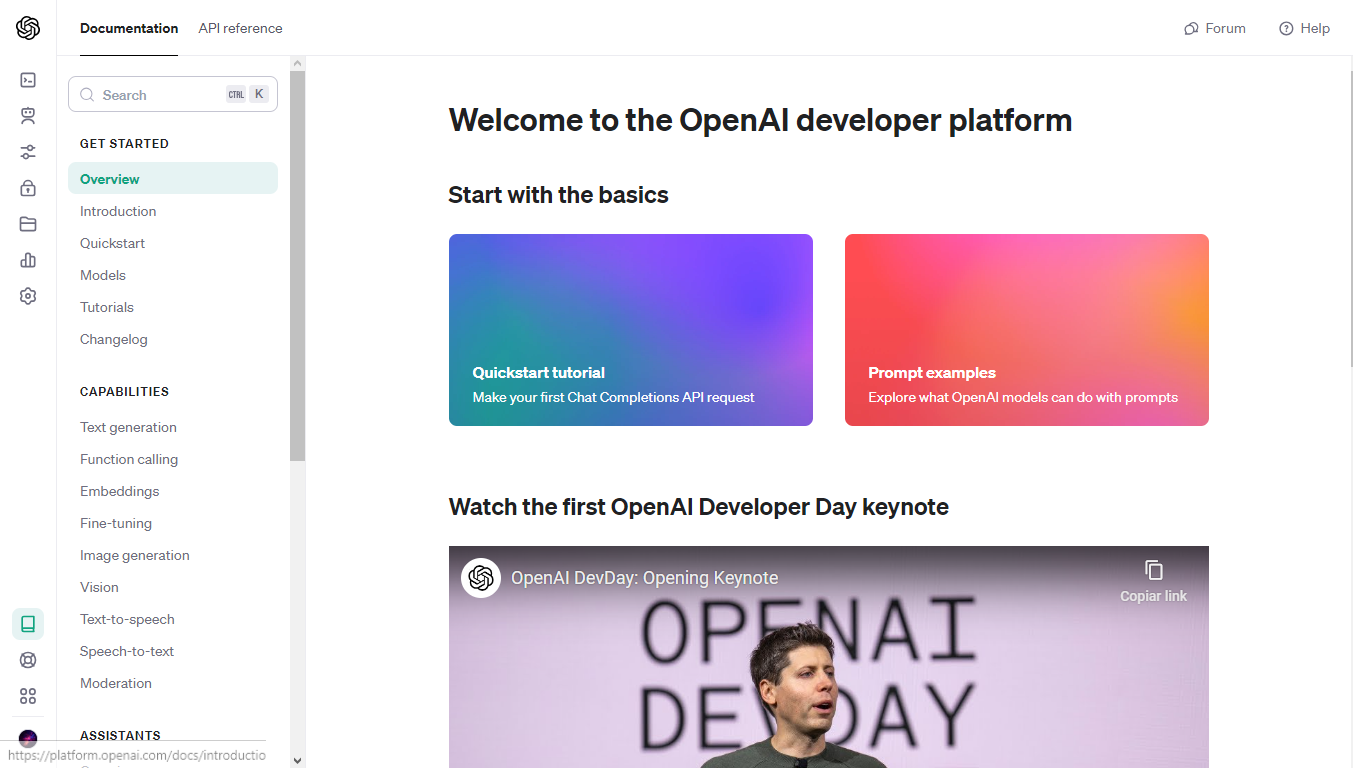 Documentation API reference Forum Help
Search CTRL K
GET STARTED
Overview
Introduction
Quickstart
Models
Tutorials
Changelog
CAPABILITIES
Text generation
Function calling
Embeddings
Fine-tuning
Image generation
Vision
Text-to-speech
Speech-to-text
Moderation
ASSISTANTS
https://platform.openai.com/docs/introductio
Welcome to the OpenAI developer platform
Start with the basics
Quickstart tutorial
Make your first Chat Completions API request
Prompt examples
Explore what OpenAI models can do with prompts
Watch the first OpenAI Developer Day keynote
OpenAI DevDay: Opening Keynote
Copiar link
OPENAI
DEVDAY